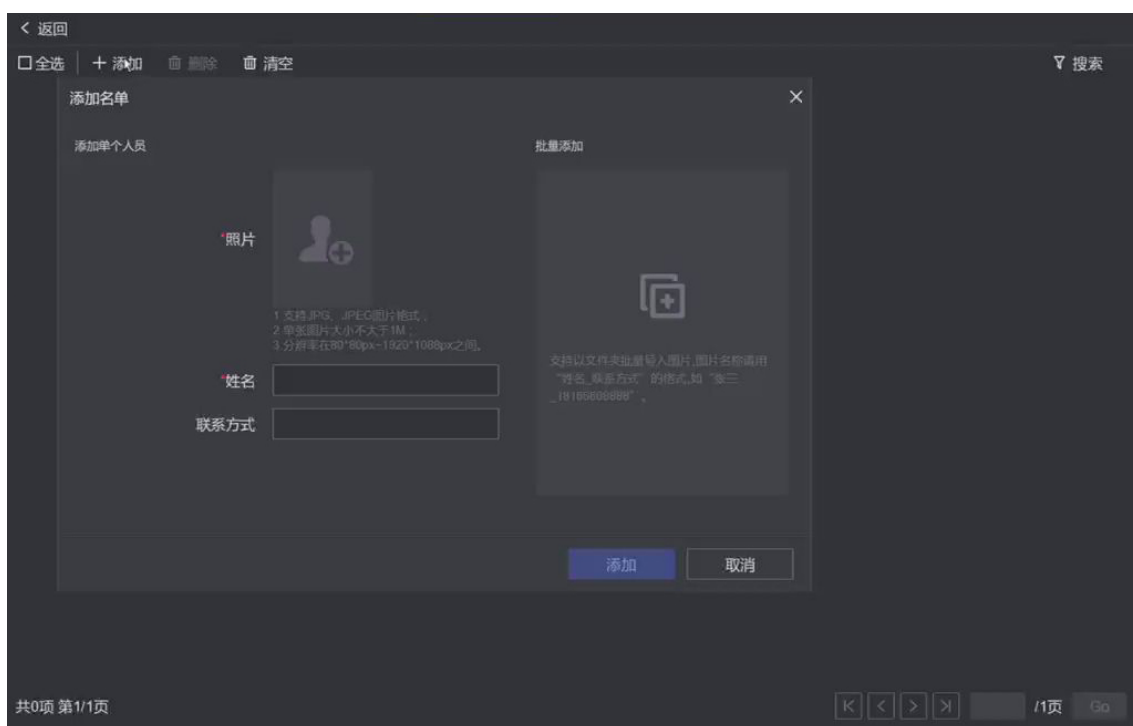 返回
全选 添加 删除 清空 搜索
添加名单
添加单个人员 批量添加
*照片
1.支持JPG、JPEG图片格式；
2.单张图片大小不大于1M；
3.分辨率在80*80px~1920*1088px之间。
支持以文件夹批量导入图片,图片名称请用
“姓名_联系方式”的格式,如“张三
*姓名
联系方式
添加 取消
共0项 第1/1页 /1页 Go